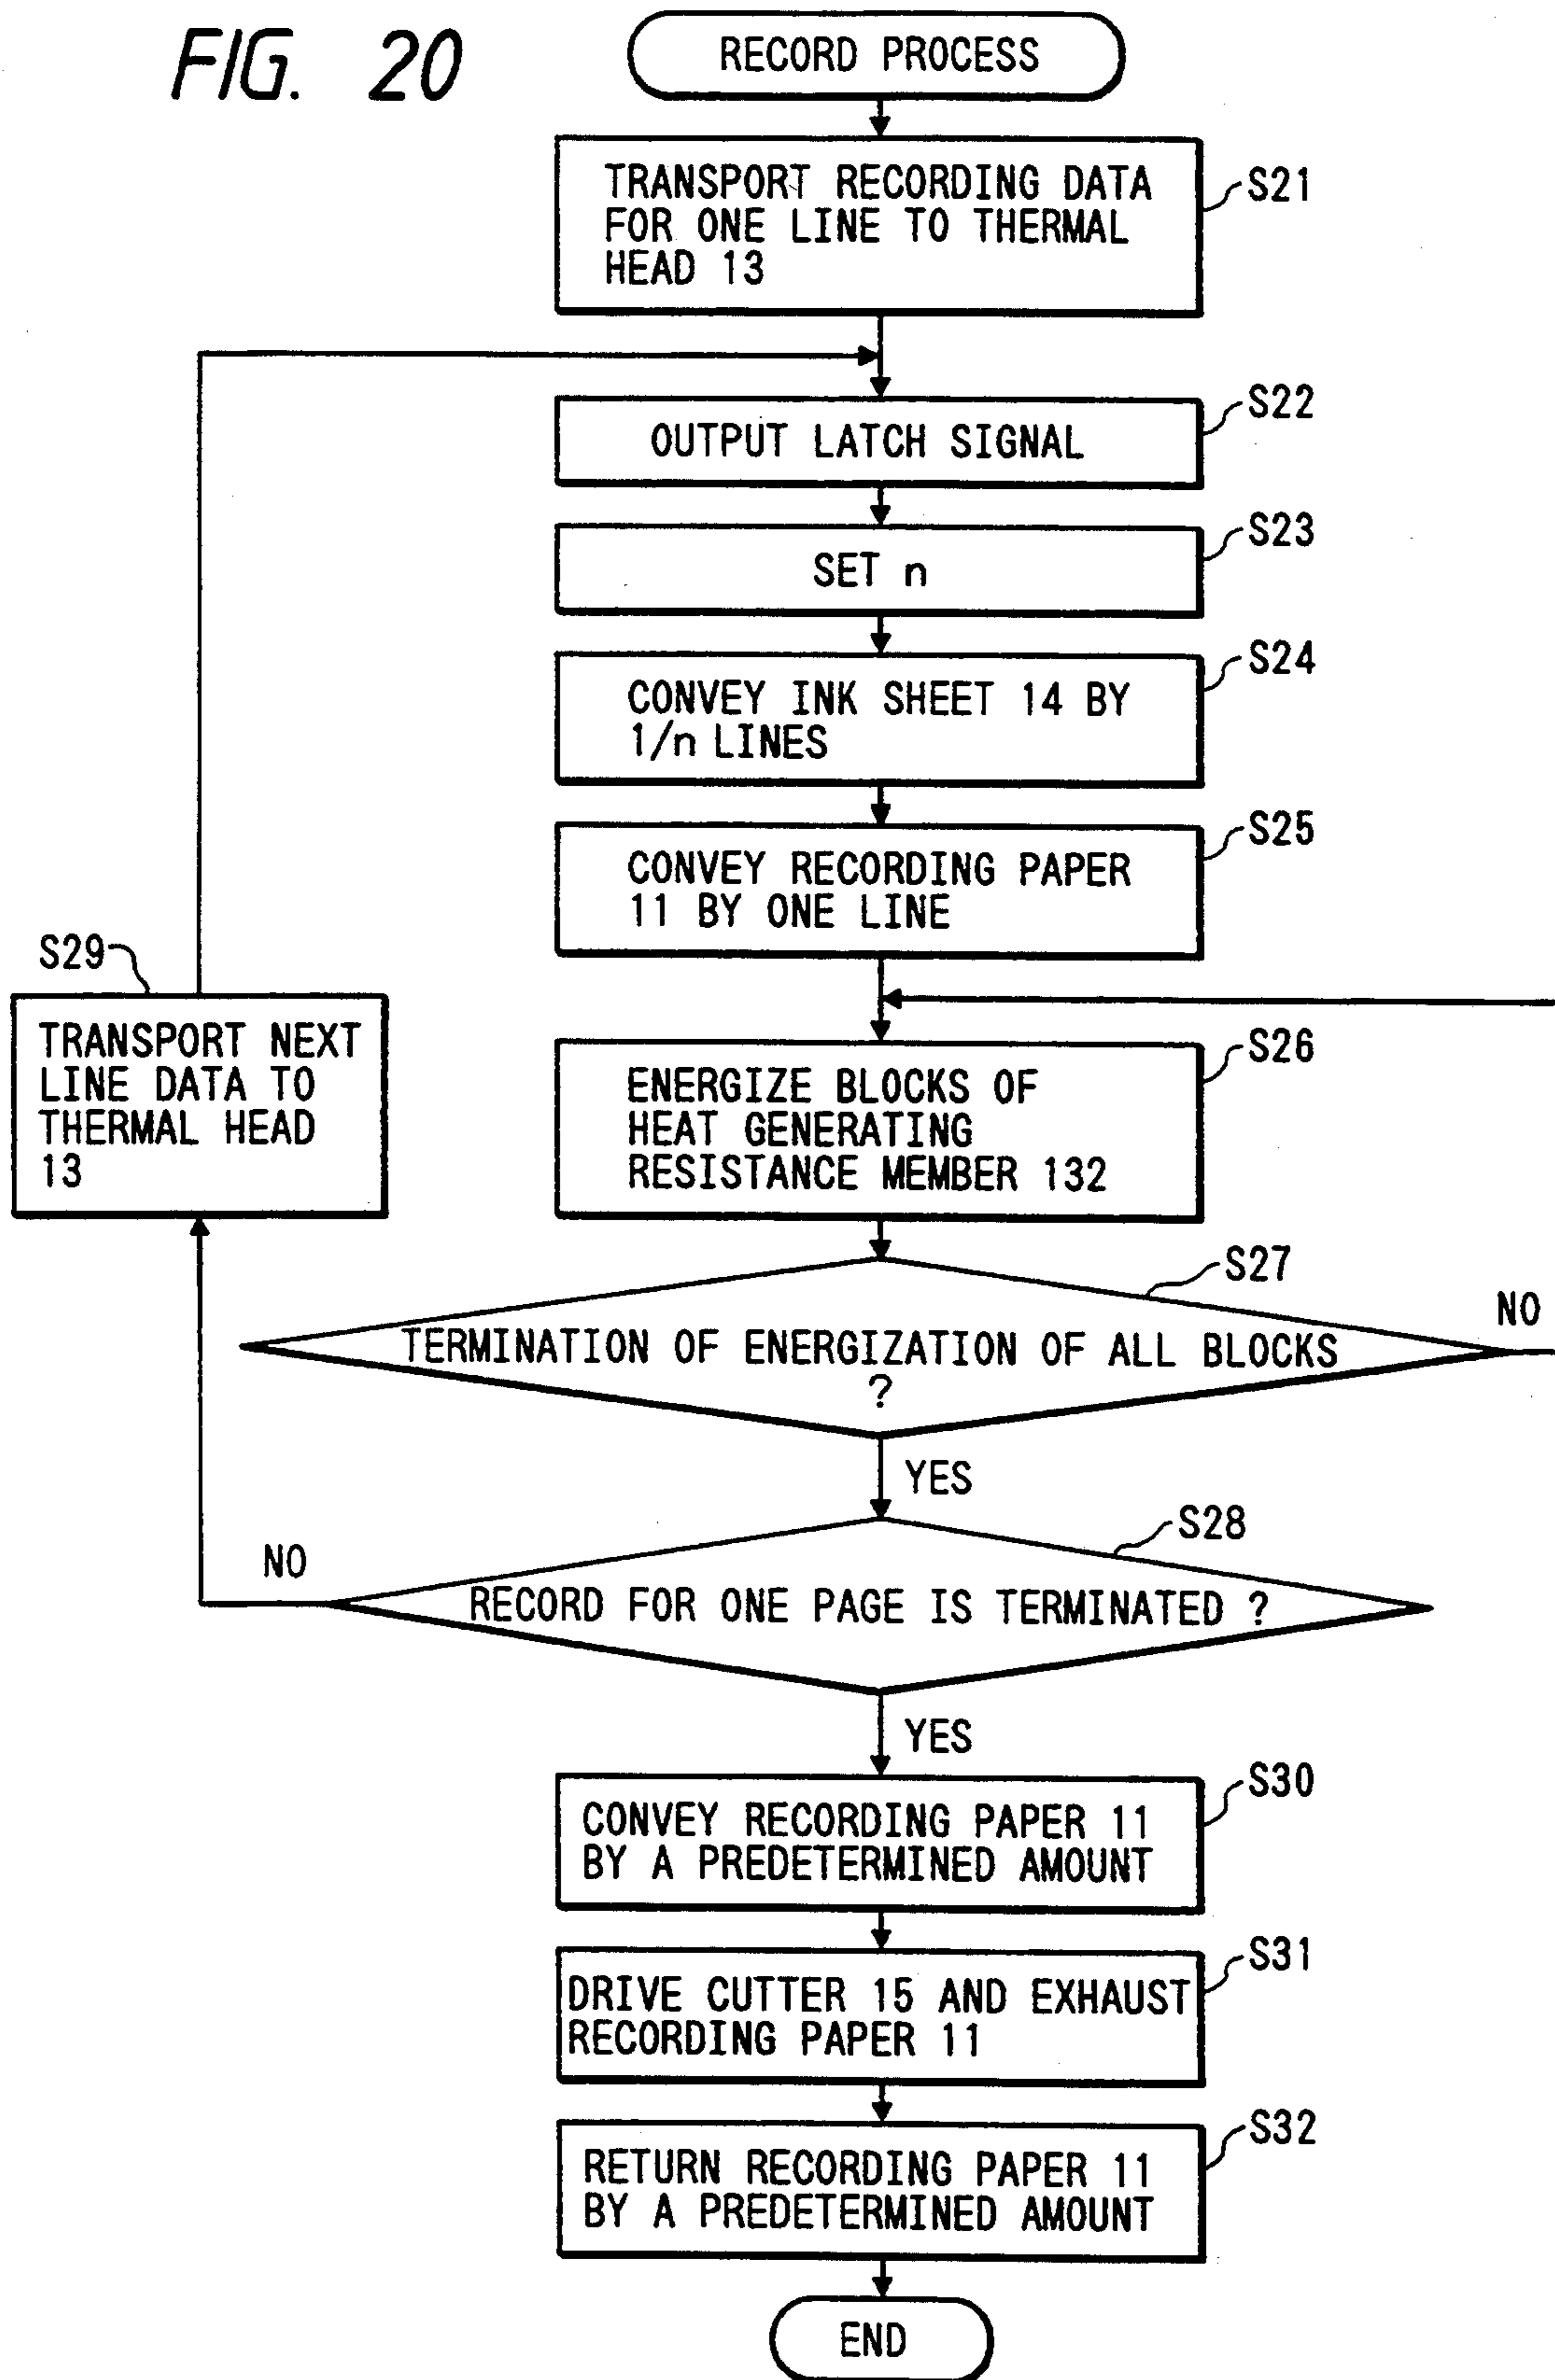 FIG. 20
RECORD PROCESS
TRANSPORT RECORDING DATA
FOR ONE LINE TO THERMAL
HEAD 13
S21
OUTPUT LATCH SIGNAL
S22
SET n
S23
CONVEY INK SHEET 14 BY
1/n LINES
S24
CONVEY RECORDING PAPER
11 BY ONE LINE
S25
S29
TRANSPORT NEXT
LINE DATA TO
THERMAL HEAD
13
ENERGIZE BLOCKS OF
HEAT GENERATING
RESISTANCE MEMBER 132
S26
S27
NO
TERMINATION OF ENERGIZATION OF ALL BLOCKS
?
YES
S28
NO
RECORD FOR ONE PAGE IS TERMINATED ?
YES
CONVEY RECORDING PAPER 11
BY A PREDETERMINED AMOUNT
S30
DRIVE CUTTER 15 AND EXHAUST
RECORDING PAPER 11
S31
RETURN RECORDING PAPER 11
BY A PREDETERMINED AMOUNT
S32
END